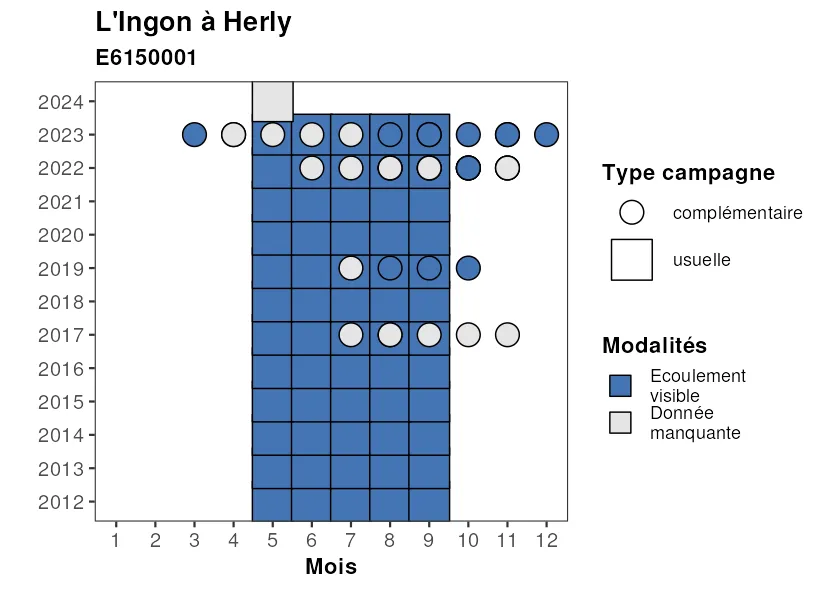 L'Ingon à Herly
E6150001
2024
2023
2022
2021
2020
2019
2018
2017
2016
2015
2014
2013
2012
1 2 3 4 5 6 7 8 9 10 11 12
Mois
Type campagne
complémentaire
usuelle
Modalités
Ecoulement
visible
Donnée
manquante